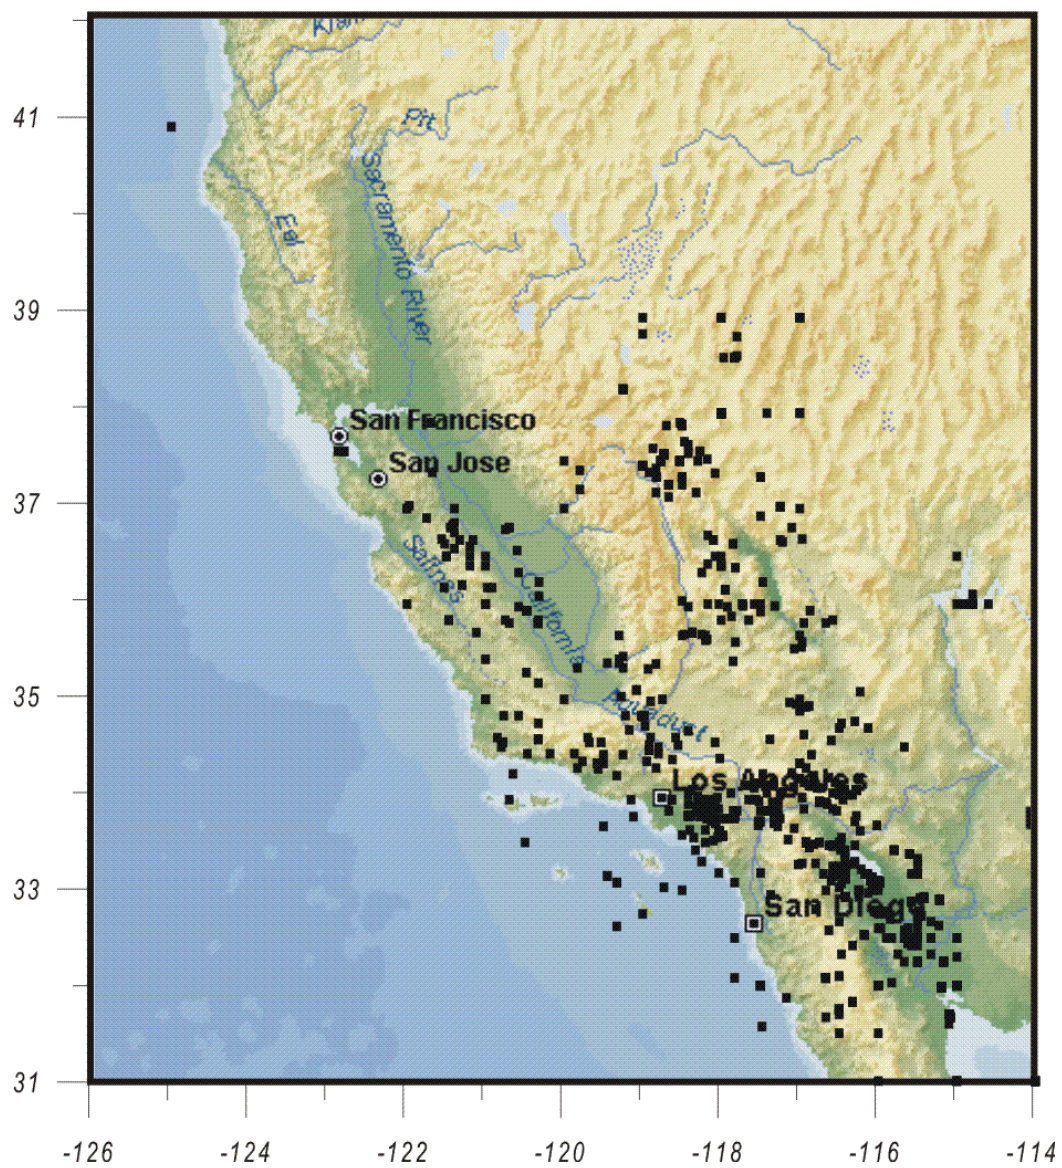 41
Pit
Sacramento River
Eel
39
San Francisco
San Jose
37
Salinas
California
35
Aquaduct
Los Angeles
33
San Diego
31
-126
-124
-122
-120
-118
-116
-114